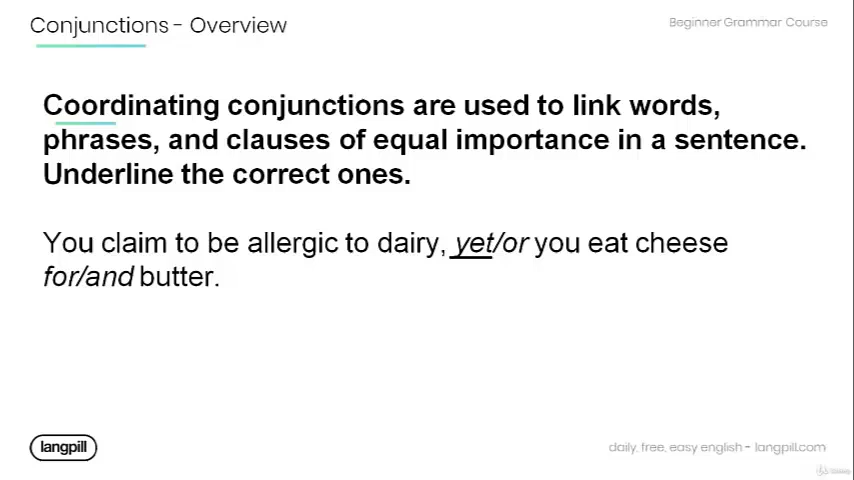 Conjunctions - Overview
Beginner Grammar Course
Coordinating conjunctions are used to link words,
phrases, and clauses of equal importance in a sentence.
Underline the correct ones.
You claim to be allergic to dairy, yet/or you eat cheese
for/and butter.
langpill
daily, free, easy english - langpill.com
Udemy